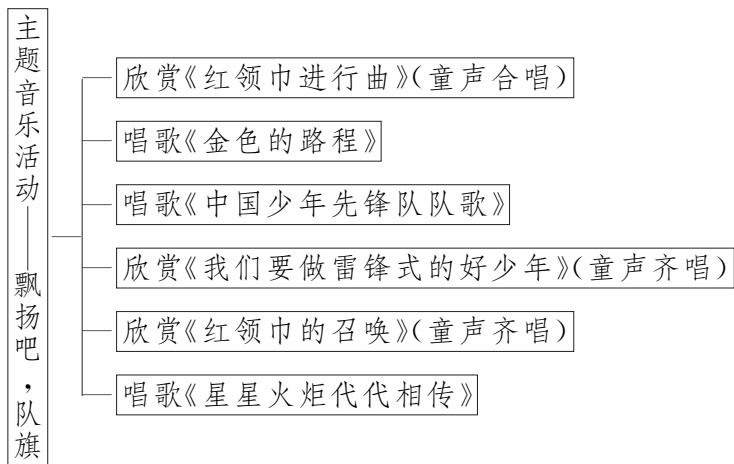 主题音乐活动——飘扬吧，队旗
欣赏《红领巾进行曲》(童声合唱)
唱歌《金色的路程》
唱歌《中国少年先锋队队歌》
欣赏《我们要做雷锋式的好少年》(童声齐唱)
欣赏《红领巾的召唤》(童声齐唱)
唱歌《星星火炬代代相传》